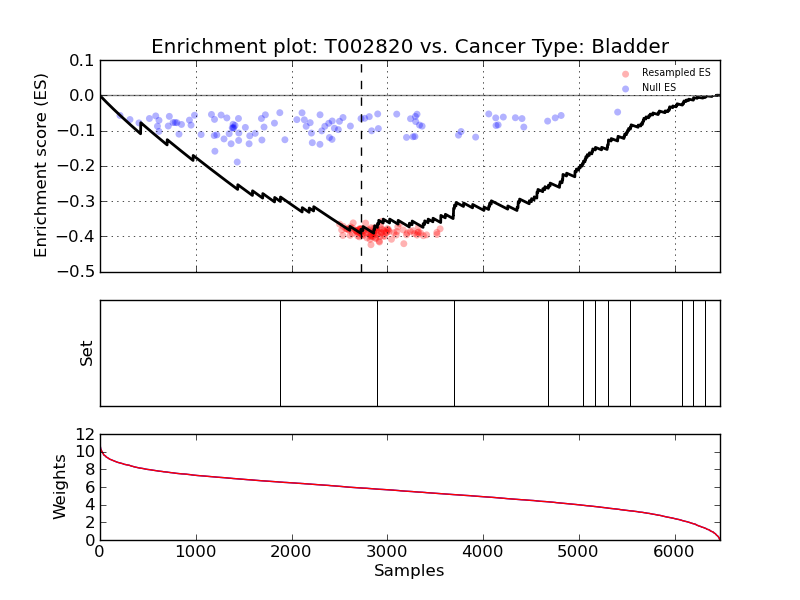 Enrichment plot: T002820 vs. Cancer Type: Bladder
0.1
0.0
−0.1
−0.2
−0.3
−0.4
−0.5
Enrichment score (ES)
Resampled ES
Null ES
Set
12
10
8
6
4
2
0
Weights
0 1000 2000 3000 4000 5000 6000
Samples